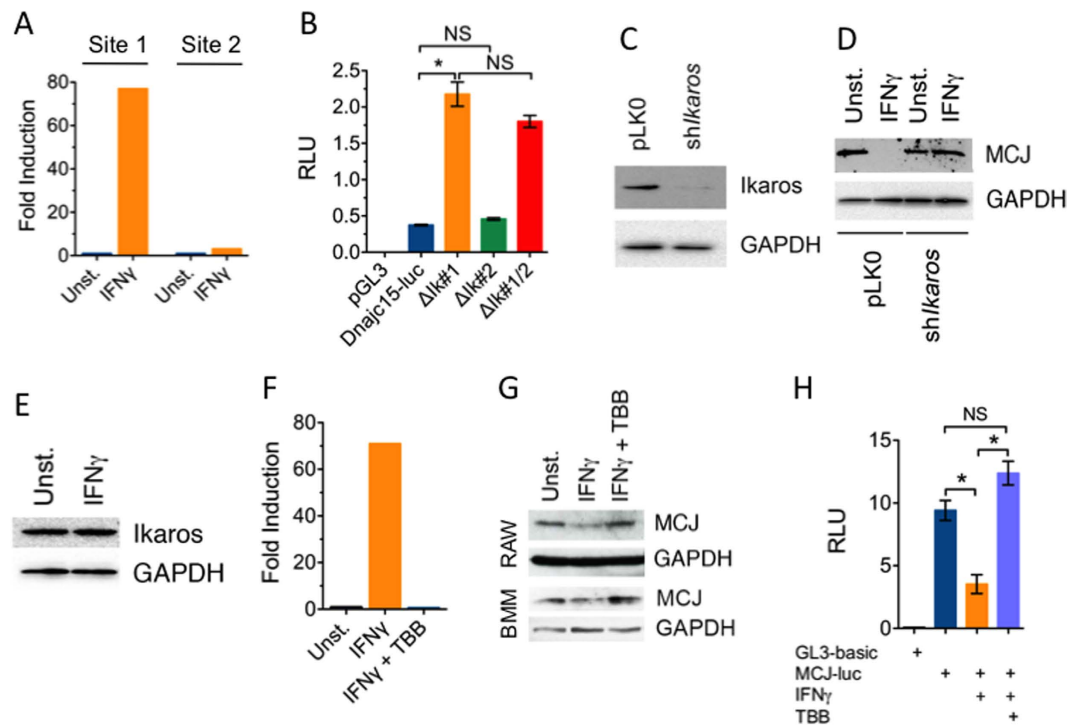 A
Site 1 Site 2
Fold Induction
80
60
40
20
0
Unst. IFNγ Unst. IFNγ
B
NS
* NS
RLU
2.5
2.0
1.5
1.0
0.5
0.0
pGL3 Dnajc15-luc ΔIk#1 ΔIk#2 ΔIk#1/2
C
pLK0 shIkaros
Ikaros
GAPDH
D
Unst. IFNγ Unst. IFNγ
MCJ
GAPDH
pLK0 shIkaros
E
Unst. IFNγ
Ikaros
GAPDH
F
Fold Induction
80
60
40
20
0
Unst. IFNγ IFNγ + TBB
G
Unst. IFNγ IFNγ + TBB
RAW
MCJ
GAPDH
BMM
MCJ
GAPDH
H
NS
* *
RLU
15
10
5
0
GL3-basic +
MCJ-luc + + +
IFNγ + +
TBB +